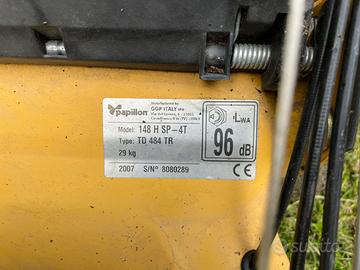 papillon
manufactured by
GGP ITALY SPA
Model: 148 H SP-4T
Type: TD 484 TR
29 kg
2007 S/N° 8080289
LWA
96 dB
CE
subito